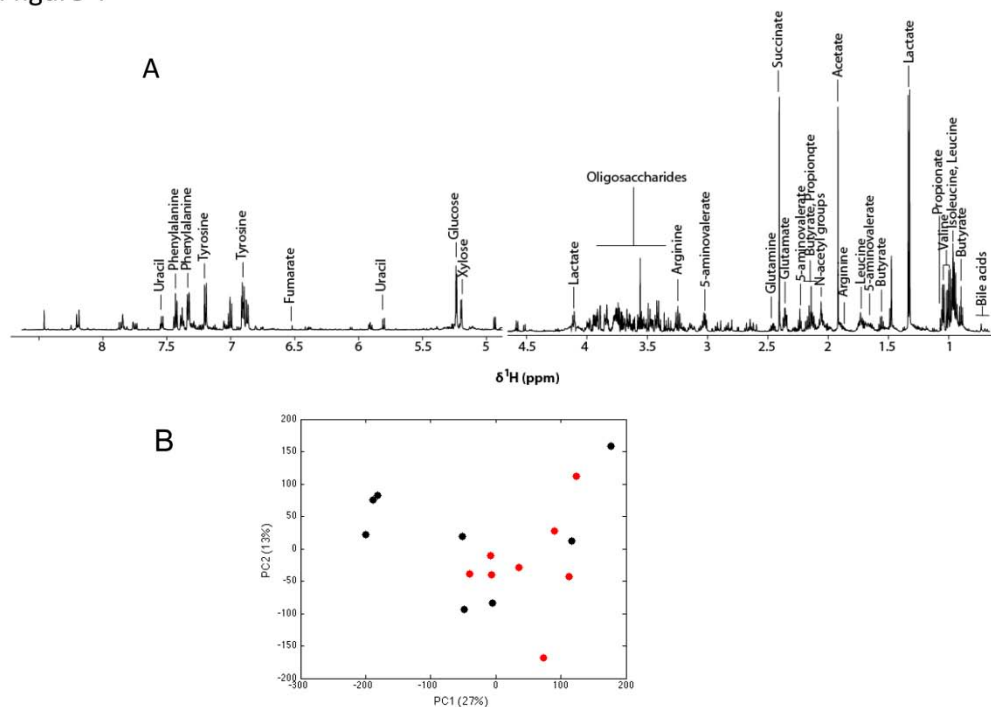 A
Uracil
Phenylalanine
Phenylalanine
Tyrosine
Tyrosine
Fumarate
Uracil
Glucose
Xylose
Lactate
Oligosaccharides
Arginine
5-aminovalerate
Glutamine
Succinate
Glutamate
5-aminovalerate
Butyrate, Propionqte
N-acetyl groups
Acetate
Arginine
Leucine
5-aminovalerate
Butyrate
Lactate
Propionate
Valine
Isoleucine, Leucine
Butyrate
Bile acids
8 7.5 7 6.5 6 5.5 5 4.5 4 3.5 3 2.5 2 1.5 1
δ¹H (ppm)
B
200
150
100
50
0
-50
-100
-150
-200
PC2 (13%)
-300 -200 -100 0 100 200
PC1 (27%)